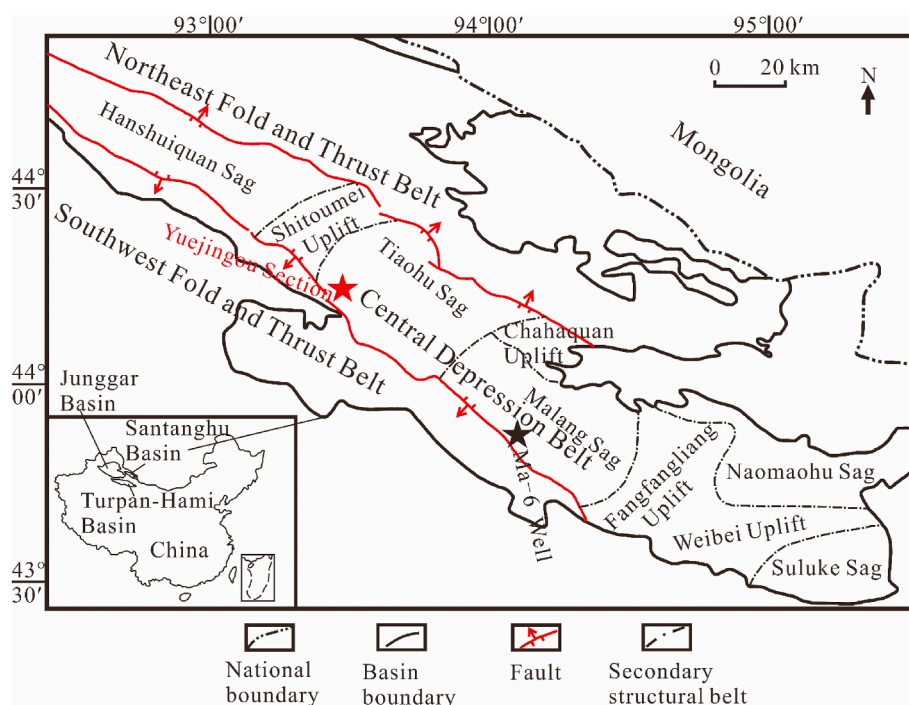 93°00′
94°00′
95°00′
0 20 km
N
Northeast Fold and Thrust Belt
Hanshuiquan Sag
Mongolia
44°
30′
Shitoumei
Uplift
Yuejingou Section
Tiaohu Sag
Southwest Fold and Thrust Belt
Central Depression Belt
Chahaquan
Uplift
44°
00′
Malang Sag
Ma-6 Well
Fangfangliang
Uplift
Naomaohu Sag
Weibei Uplift
Suluke Sag
Junggar
Basin
Santanghu
Basin
Turpan-Hami
Basin
China
43°
30′
National
boundary
Basin
boundary
Fault
Secondary
structural belt